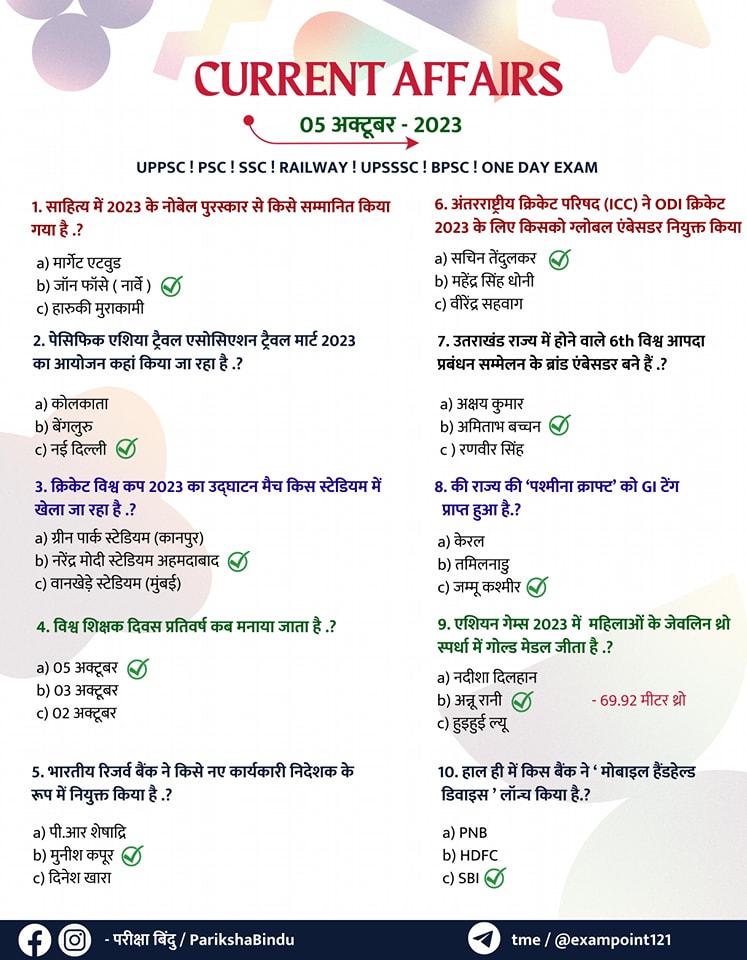 CURRENT AFFAIRS
05 अक्टूबर - 2023
UPPSC ! PSC ! SSC ! RAILWAY ! UPSSSC ! BPSC ! ONE DAY EXAM
1. साहित्य में 2023 के नोबेल पुरस्कार से किसे सम्मानित किया
गया है .?
a) मार्गेट एटवुड
b) जॉन फॉसे ( नार्वे )
c) हारुकी मुराकामी
2. पेसिफिक एशिया ट्रैवल एसोसिएशन ट्रैवल मार्ट 2023
का आयोजन कहां किया जा रहा है .?
a) कोलकाता
b) बेंगलुरु
c) नई दिल्ली
3. क्रिकेट विश्व कप 2023 का उद्घाटन मैच किस स्टेडियम में
खेला जा रहा है .?
a) ग्रीन पार्क स्टेडियम (कानपुर)
b) नरेंद्र मोदी स्टेडियम अहमदाबाद
c) वानखेड़े स्टेडियम (मुंबई)
4. विश्व शिक्षक दिवस प्रतिवर्ष कब मनाया जाता है .?
a) 05 अक्टूबर
b) 03 अक्टूबर
c) 02 अक्टूबर
5. भारतीय रिजर्व बैंक ने किसे नए कार्यकारी निदेशक के
रूप में नियुक्त किया है .?
a) पी.आर शेषाद्रि
b) मुनीश कपूर
c) दिनेश खारा
6. अंतरराष्ट्रीय क्रिकेट परिषद (ICC) ने ODI क्रिकेट
2023 के लिए किसको ग्लोबल एंबेसडर नियुक्त किया
a) सचिन तेंदुलकर
b) महेंद्र सिंह धोनी
c) वीरेंद्र सहवाग
7. उतराखंड राज्य में होने वाले 6th विश्व आपदा
प्रबंधन सम्मेलन के ब्रांड एंबेसडर बने हैं .?
a) अक्षय कुमार
b) अमिताभ बच्चन
c ) रणवीर सिंह
8. की राज्य की ‘पश्मीना क्राफ्ट’ को GI टेंग
प्राप्त हुआ है.?
a) केरल
b) तमिलनाडु
c) जम्मू कश्मीर
9. एशियन गेम्स 2023 में महिलाओं के जेवलिन थ्रो
स्पर्धा में गोल्ड मेडल जीता है .?
a) नदीशा दिलहान
b) अन्नू रानी - 69.92 मीटर थ्रो
c) हुइहुई ल्यू
10. हाल ही में किस बैंक ने ‘ मोबाइल हैंडहेल्ड
डिवाइस ’ लॉन्च किया है.?
a) PNB
b) HDFC
c) SBI
- परीक्षा बिंदु / ParikshaBindu
tme / @exampoint121